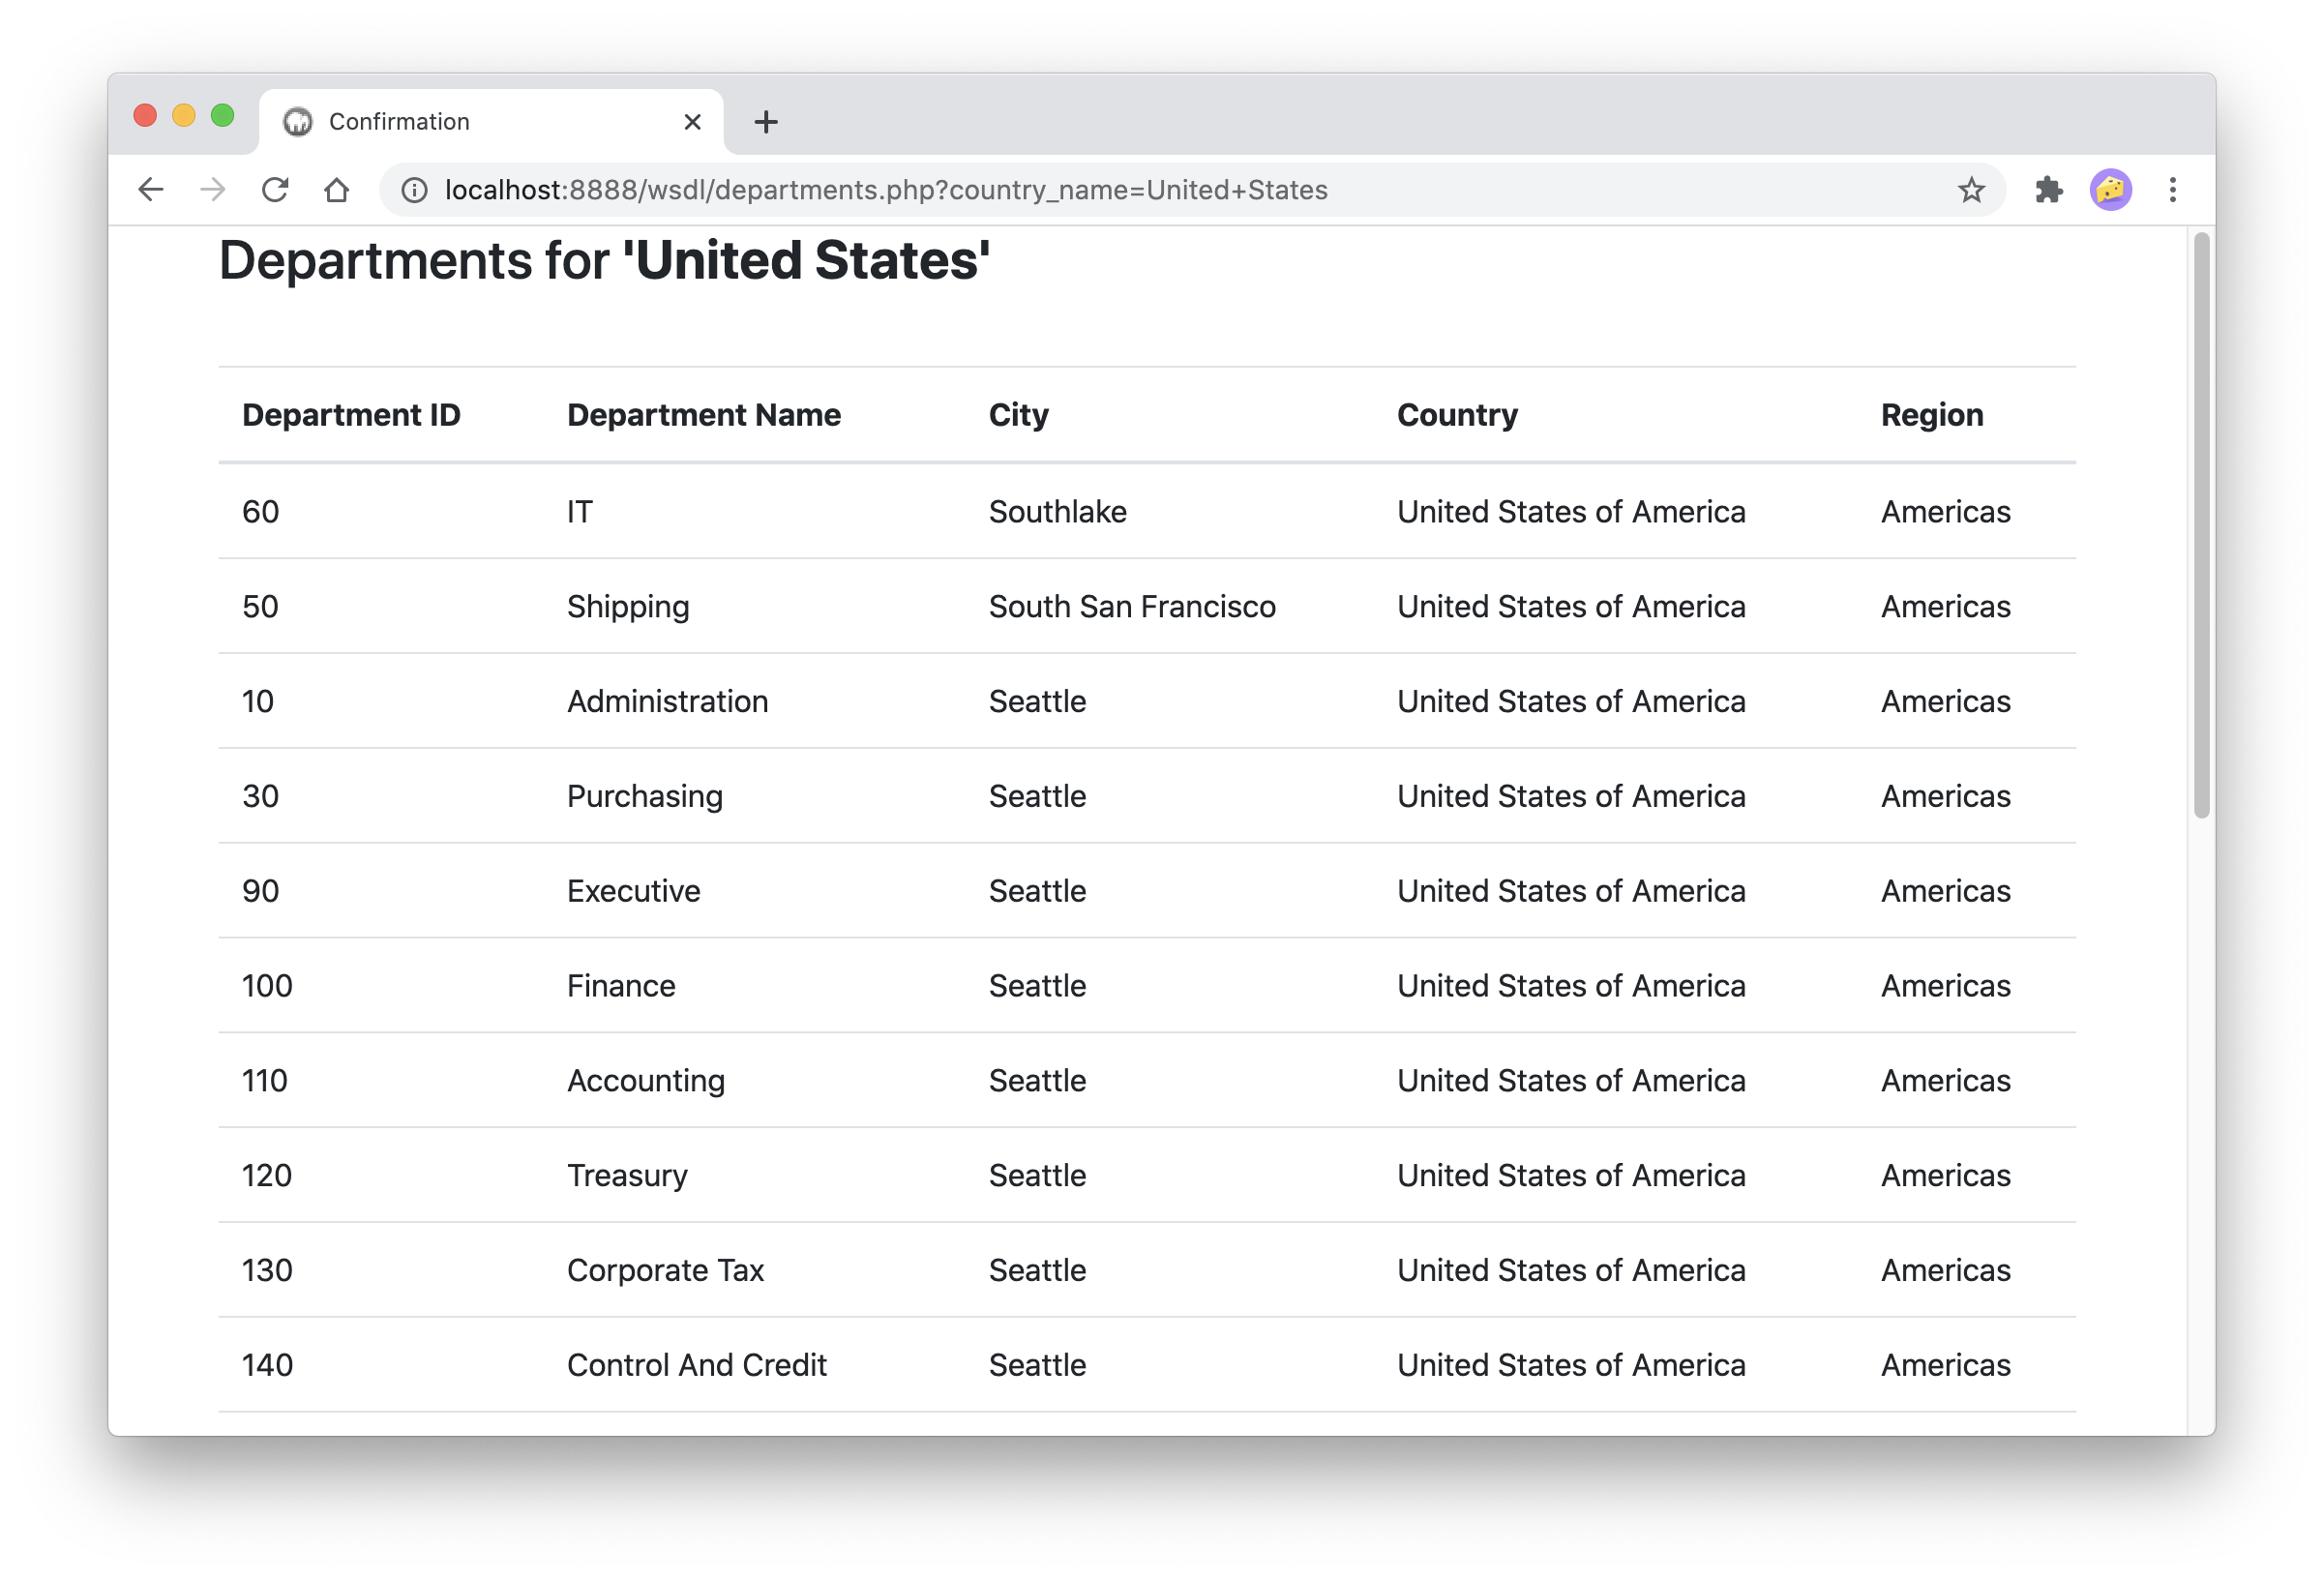 Confirmation
localhost:8888/wsdl/departments.php?country_name=United+States
Departments for 'United States'
Department ID Department Name City Country Region
60 IT Southlake United States of America Americas
50 Shipping South San Francisco United States of America Americas
10 Administration Seattle United States of America Americas
30 Purchasing Seattle United States of America Americas
90 Executive Seattle United States of America Americas
100 Finance Seattle United States of America Americas
110 Accounting Seattle United States of America Americas
120 Treasury Seattle United States of America Americas
130 Corporate Tax Seattle United States of America Americas
140 Control And Credit Seattle United States of America Americas